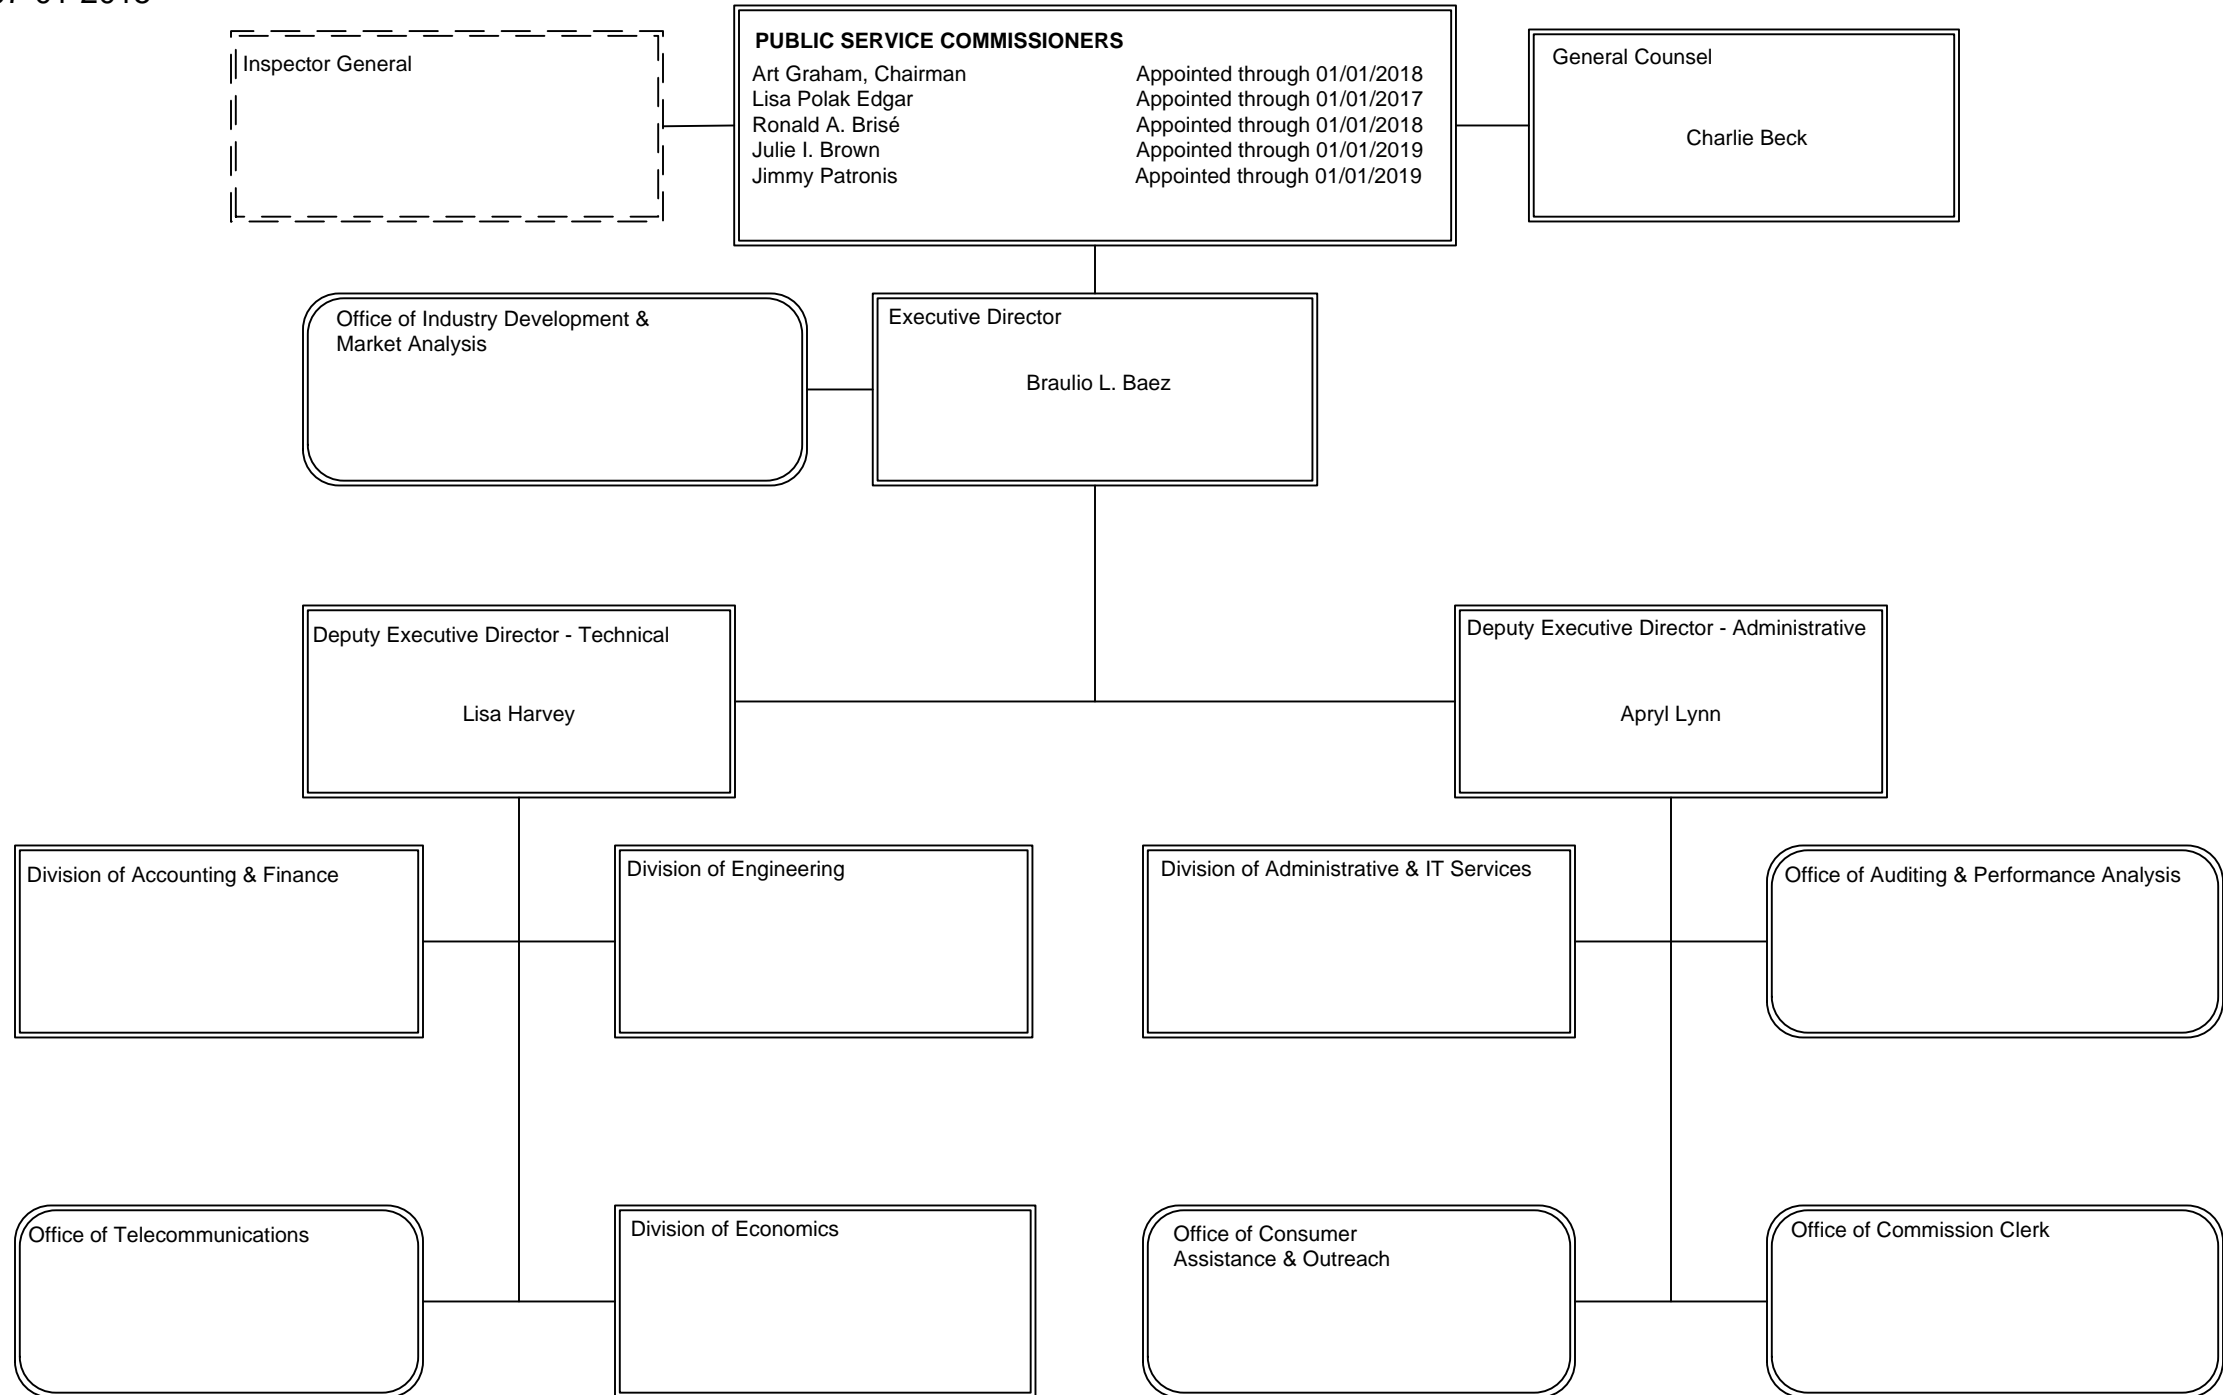 Inspector General
PUBLIC SERVICE COMMISSIONERS
Art Graham, Chairman Appointed through 01/01/2018
Lisa Polak Edgar Appointed through 01/01/2017
Ronald A. Brisé Appointed through 01/01/2018
Julie I. Brown Appointed through 01/01/2019
Jimmy Patronis Appointed through 01/01/2019
General Counsel
Charlie Beck
Office of Industry Development &
Market Analysis
Executive Director
Braulio L. Baez
Deputy Executive Director - Technical
Lisa Harvey
Deputy Executive Director - Administrative
Apryl Lynn
Division of Accounting & Finance
Division of Engineering
Division of Administrative & IT Services
Office of Auditing & Performance Analysis
Office of Telecommunications
Division of Economics
Office of Consumer
Assistance & Outreach
Office of Commission Clerk